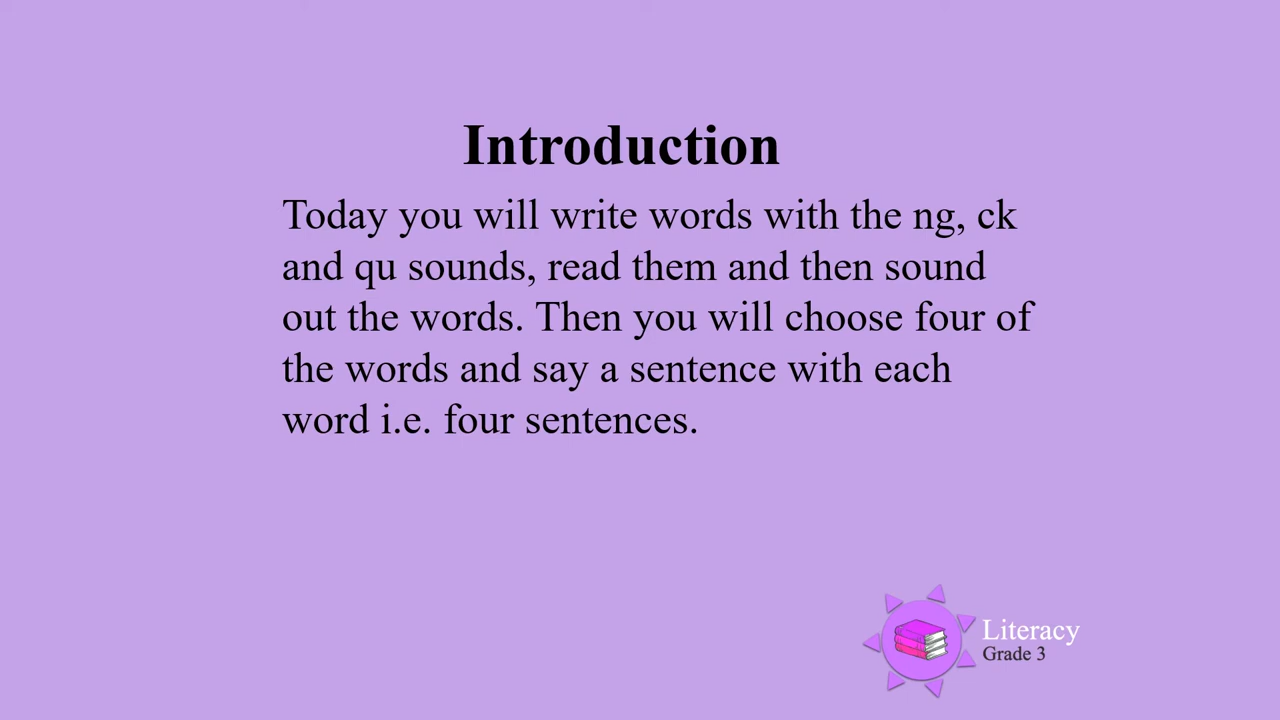 Introduction
Today you will write words with the ng, ck
and qu sounds, read them and then sound
out the words. Then you will choose four of
the words and say a sentence with each
word i.e. four sentences.
Literacy
Grade 3